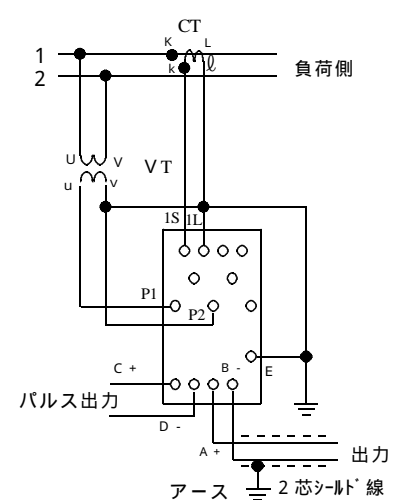 CT
K L
1
2
k ℓ
負荷側
U V
VT
u v
1S 1L
P1
P2
C + B - E
パルス出力
D -
A +
出力
アース 2芯ｼｰﾙﾄﾞ線